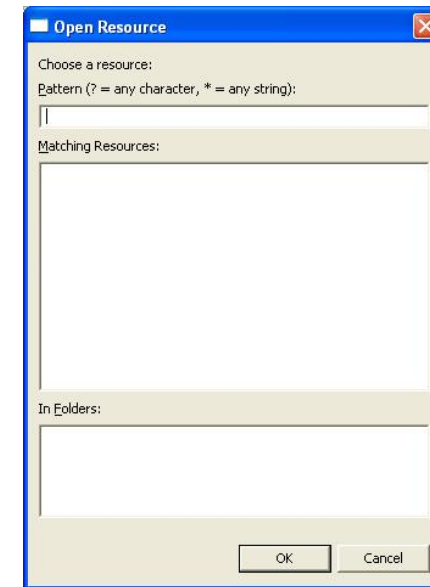 Open Resource
Choose a resource:
Pattern (? = any character, * = any string):
Matching Resources:
In Folders:
OK Cancel